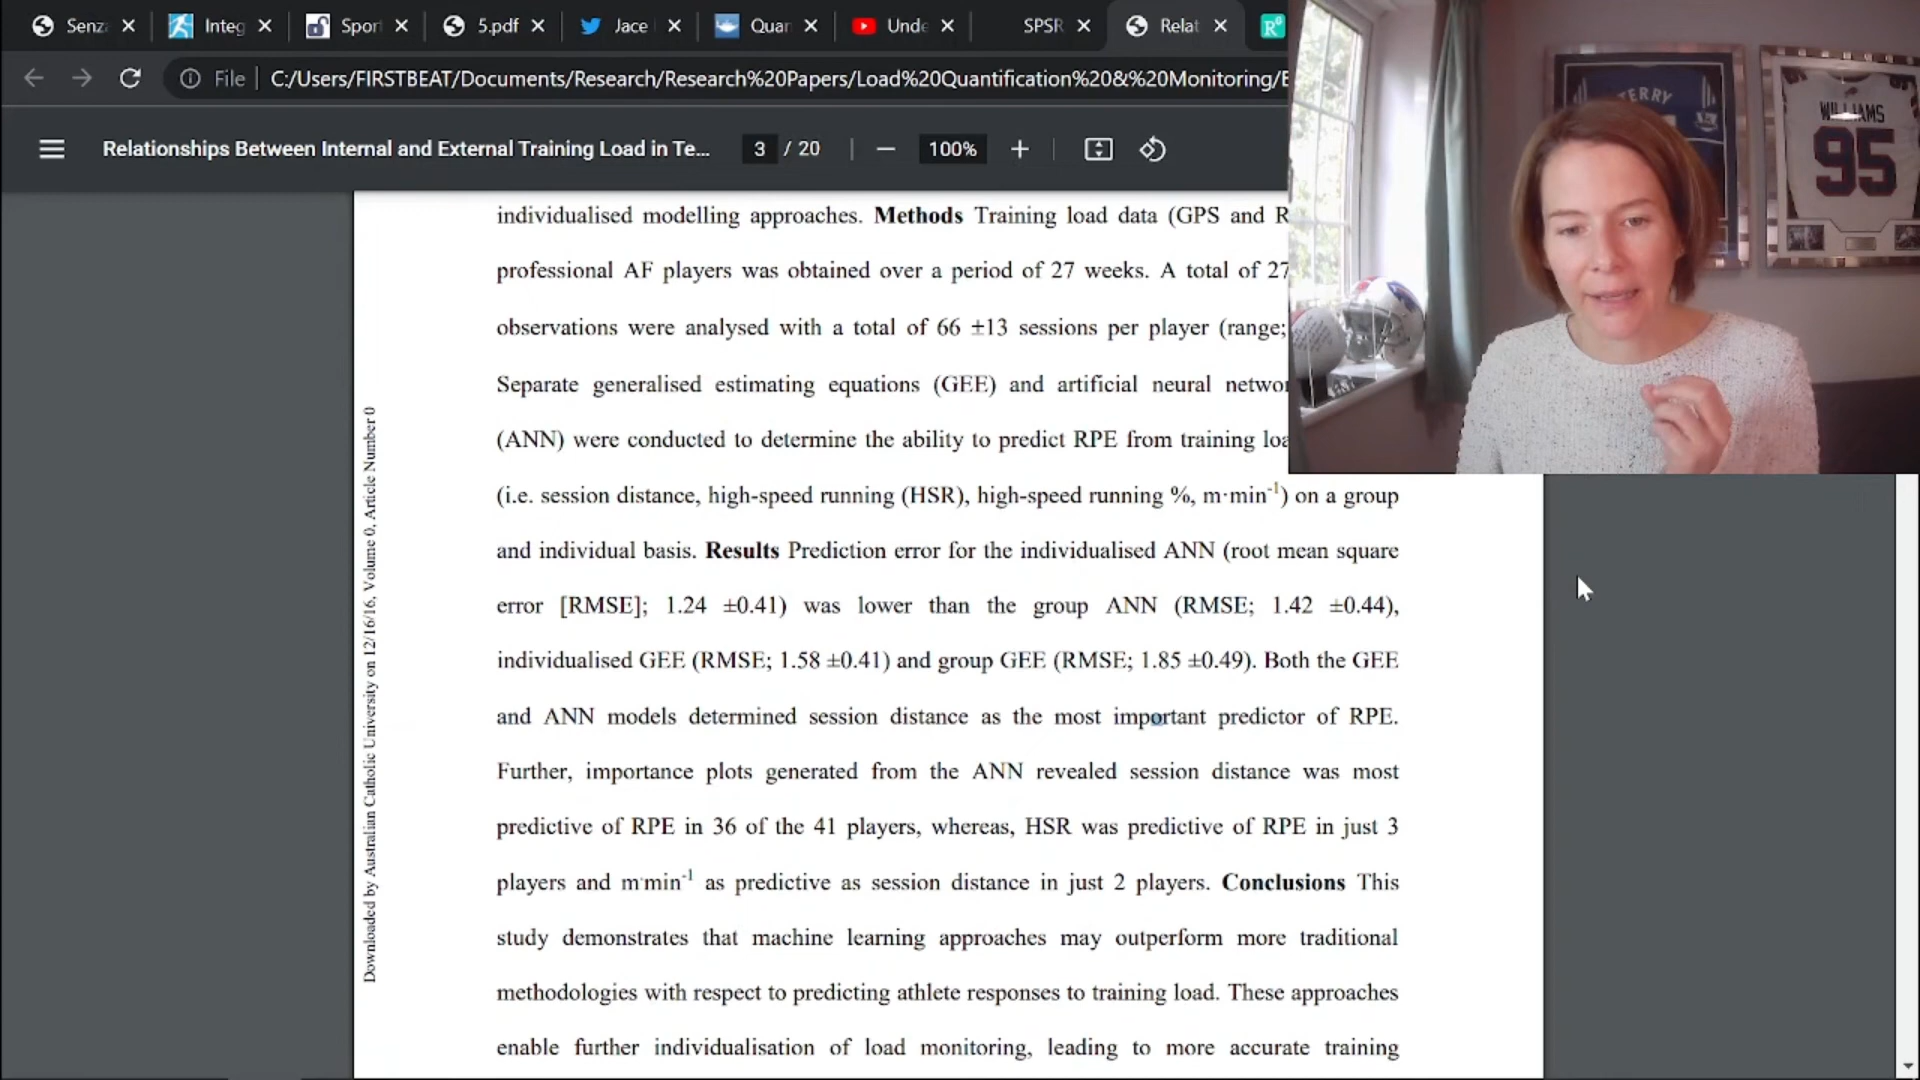 Senz
Integ
Spor
5.pdf
Jace
Quar
Unde
SPSR
Relat
File
C:/Users/FIRSTBEAT/Documents/Research/Research%20Papers/Load%20Quantification%20&%20Monitoring/E
Relationships Between Internal and External Training Load in Te...
3 / 20
100%
TERRY
WILLIAMS
95
individualised modelling approaches. Methods Training load data (GPS and R
professional AF players was obtained over a period of 27 weeks. A total of 27
observations were analysed with a total of 66 ±13 sessions per player (range;
Separate generalised estimating equations (GEE) and artificial neural networ
(ANN) were conducted to determine the ability to predict RPE from training loa
(i.e. session distance, high-speed running (HSR), high-speed running %, m·min-1) on a group
and individual basis. Results Prediction error for the individualised ANN (root mean square
error [RMSE]; 1.24 ±0.41) was lower than the group ANN (RMSE; 1.42 ±0.44),
individualised GEE (RMSE; 1.58 ±0.41) and group GEE (RMSE; 1.85 ±0.49). Both the GEE
and ANN models determined session distance as the most important predictor of RPE.
Further, importance plots generated from the ANN revealed session distance was most
predictive of RPE in 36 of the 41 players, whereas, HSR was predictive of RPE in just 3
players and m·min-1 as predictive as session distance in just 2 players. Conclusions This
study demonstrates that machine learning approaches may outperform more traditional
methodologies with respect to predicting athlete responses to training load. These approaches
enable further individualisation of load monitoring, leading to more accurate training
Downloaded by Australian Catholic University on 12/16/16, Volume 0, Article Number 0